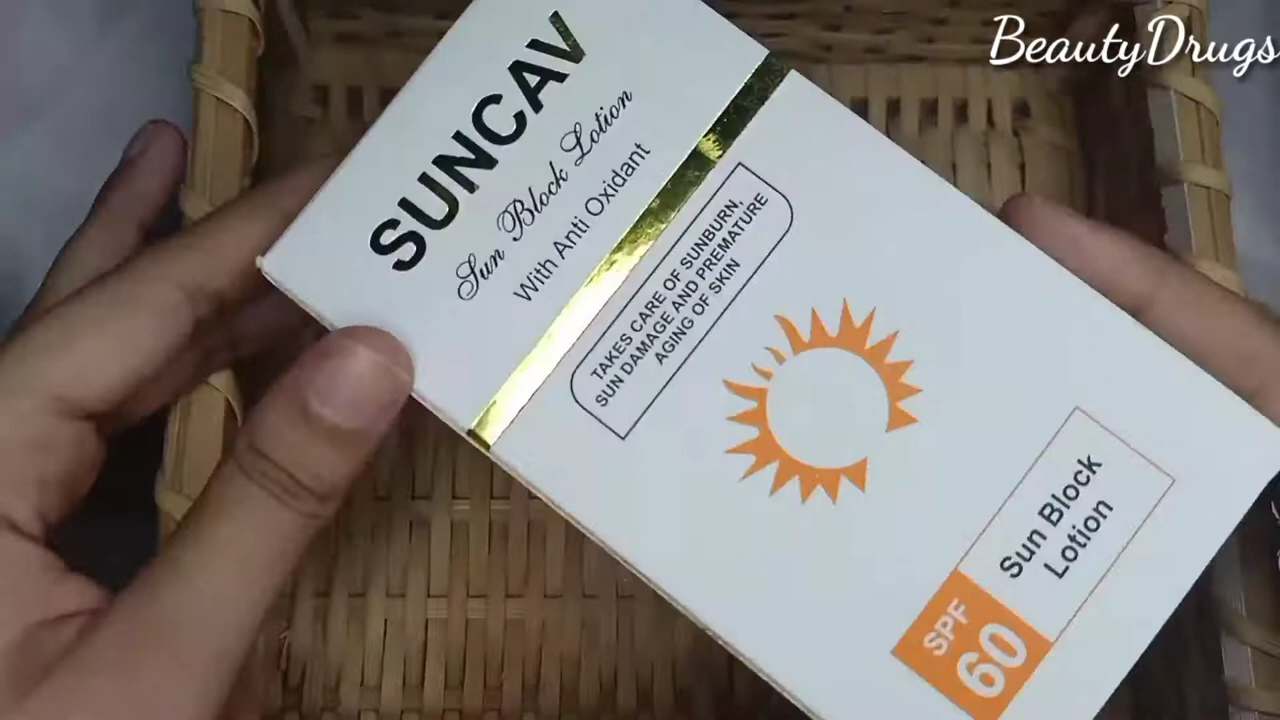 BeautyDrugs
SUNCAV
Sun Block Lotion
With Anti Oxidant
TAKES CARE OF SUNBURN,
SUN DAMAGE AND PREMATURE
AGING OF SKIN
Sun Block
Lotion
SPF
60